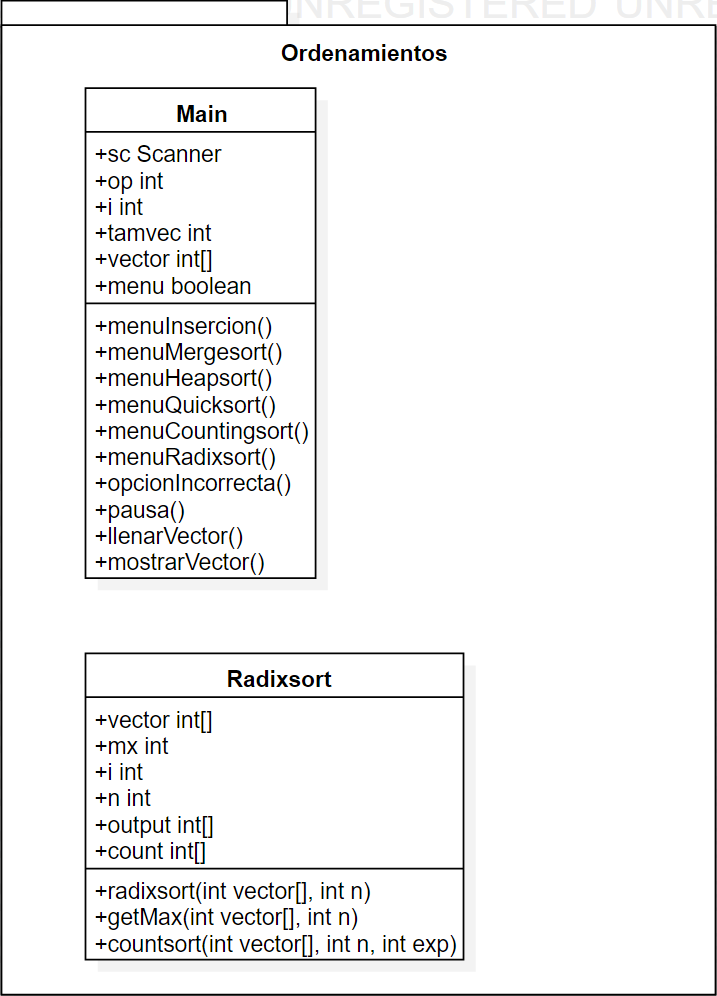 UNREGISTERED UNRE
Ordenamientos
Main
+sc Scanner
+op int
+i int
+tamvec int
+vector int[]
+menu boolean
+menuInsercion()
+menuMergesort()
+menuHeapsort()
+menuQuicksort()
+menuCountingsort()
+menuRadixsort()
+opcionIncorrecta()
+pausa()
+llenarVector()
+mostrarVector()
Radixsort
+vector int[]
+mx int
+i int
+n int
+output int[]
+count int[]
+radixsort(int vector[], int n)
+getMax(int vector[], int n)
+countsort(int vector[], int n, int exp)